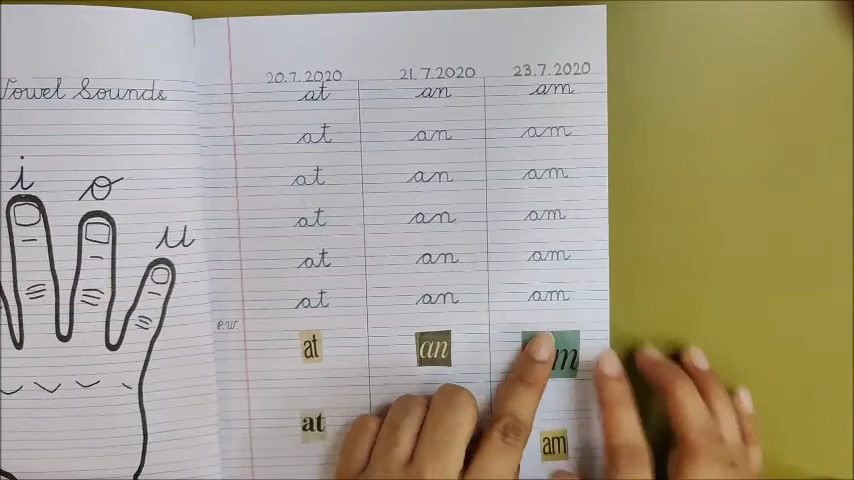 Vowel Sounds
i
o
u
20.7.2020 21.7.2020 23.7.2020
at an am
at an am
at an am
at an am
at an am
at an am
P.W.
at an m
at am